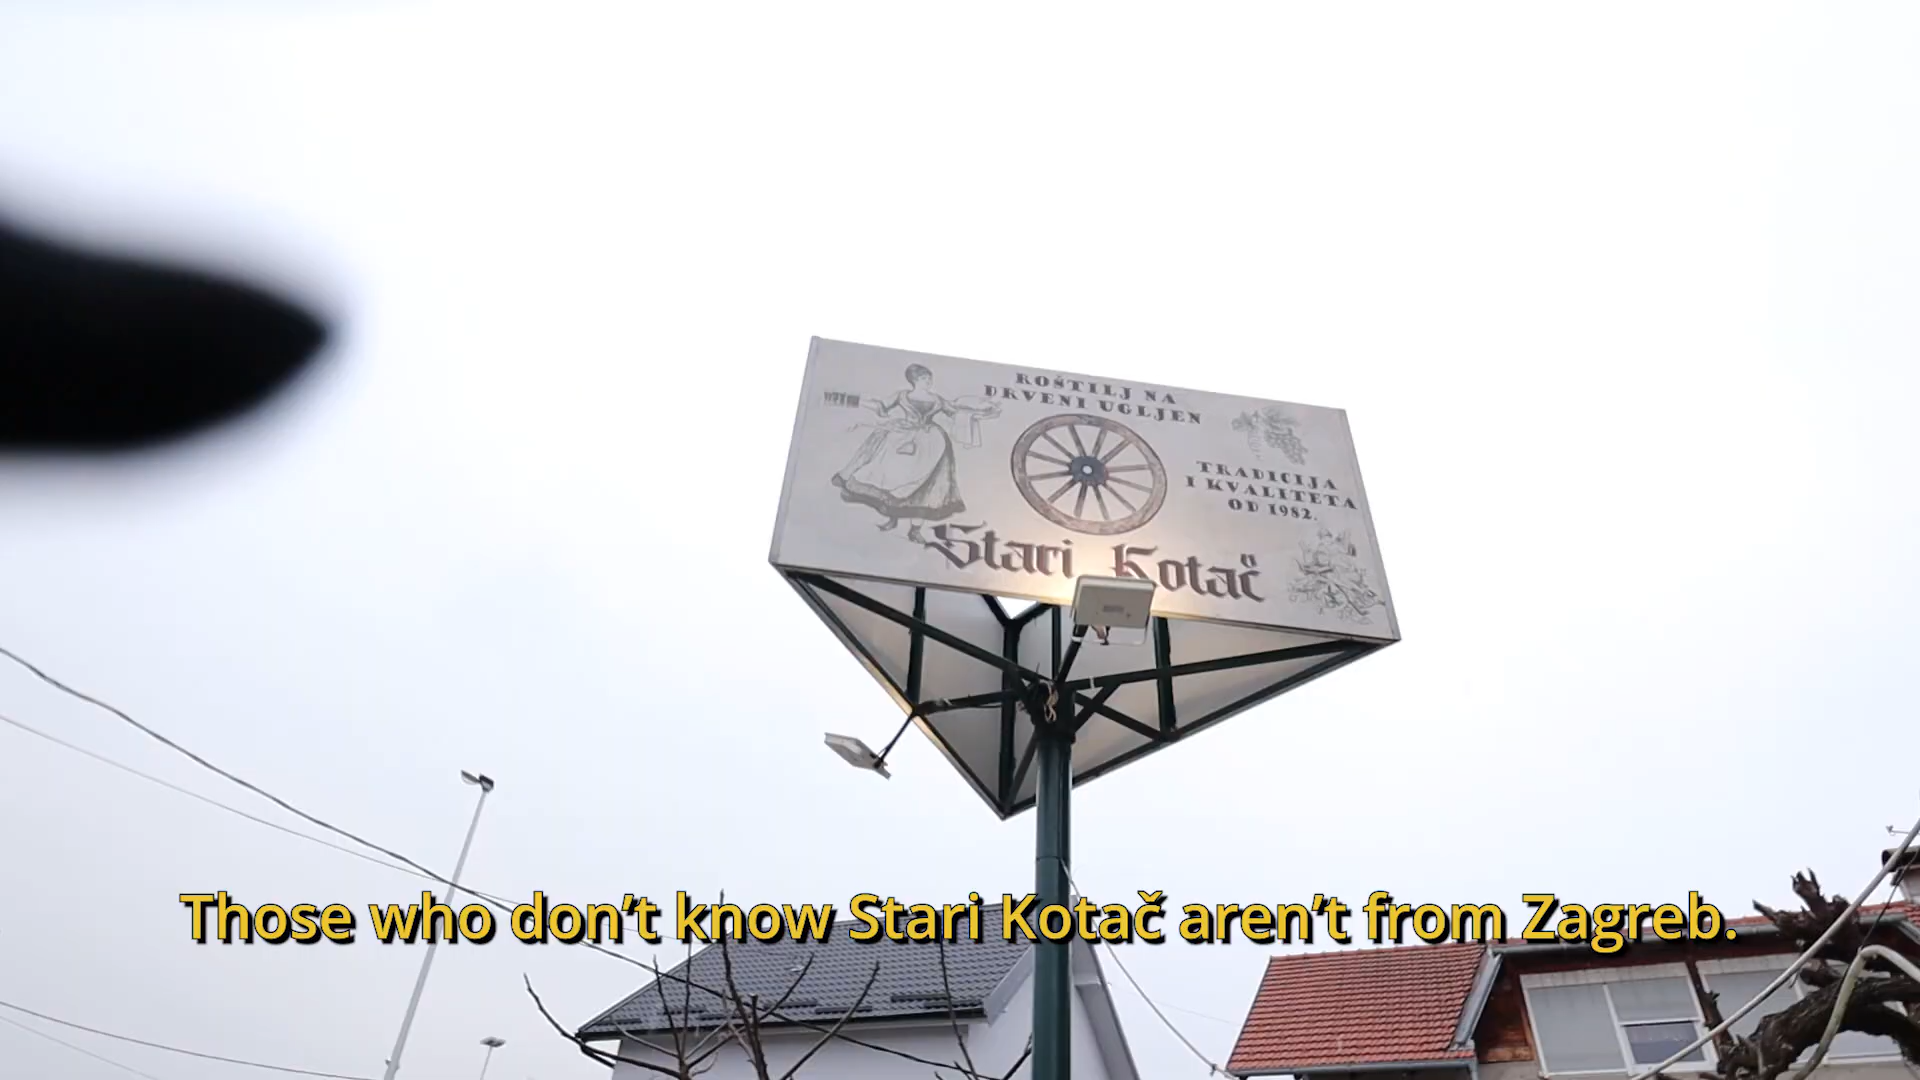 ROŠTILJ NA
DRVENI UGLJEN
TRADICIJA
I KVALITETA
OD 1982.
Stari Kotač
Those who don’t know Stari Kotač aren’t from Zagreb.